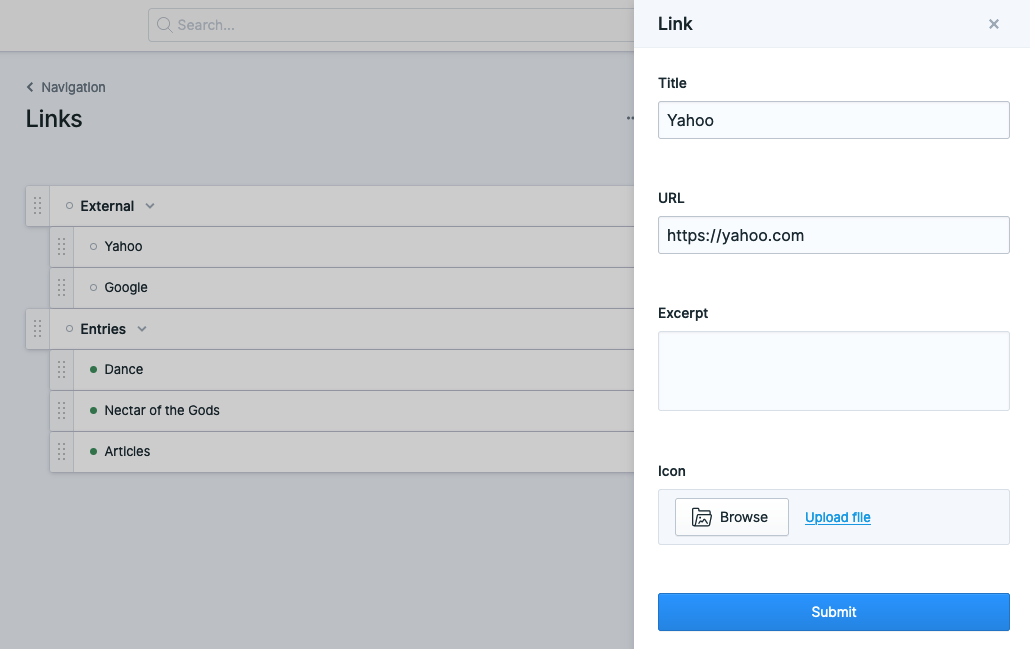 Search...
Navigation
Links
External
Yahoo
Google
Entries
Dance
Nectar of the Gods
Articles
Link
Title
Yahoo
URL
https://yahoo.com
Excerpt
Icon
Browse
Upload file
Submit